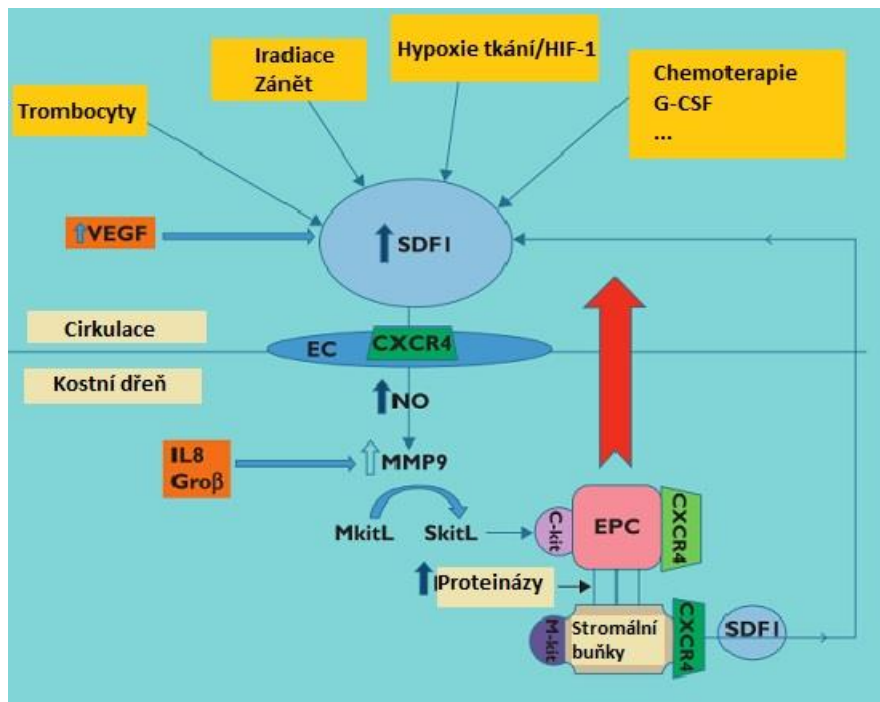 Trombocyty
Iradiace
Zánět
Hypoxie tkání/HIF-1
Chemoterapie
G-CSF
...
VEGF
SDF1
Cirkulace
EC
CXCR4
Kostní dřeň
NO
IL8
Groβ
MMP9
MkitL
SkitL
C-kit
EPC
CXCR4
Proteinázy
M-kit
Stromální
buňky
CXCR4
SDF1